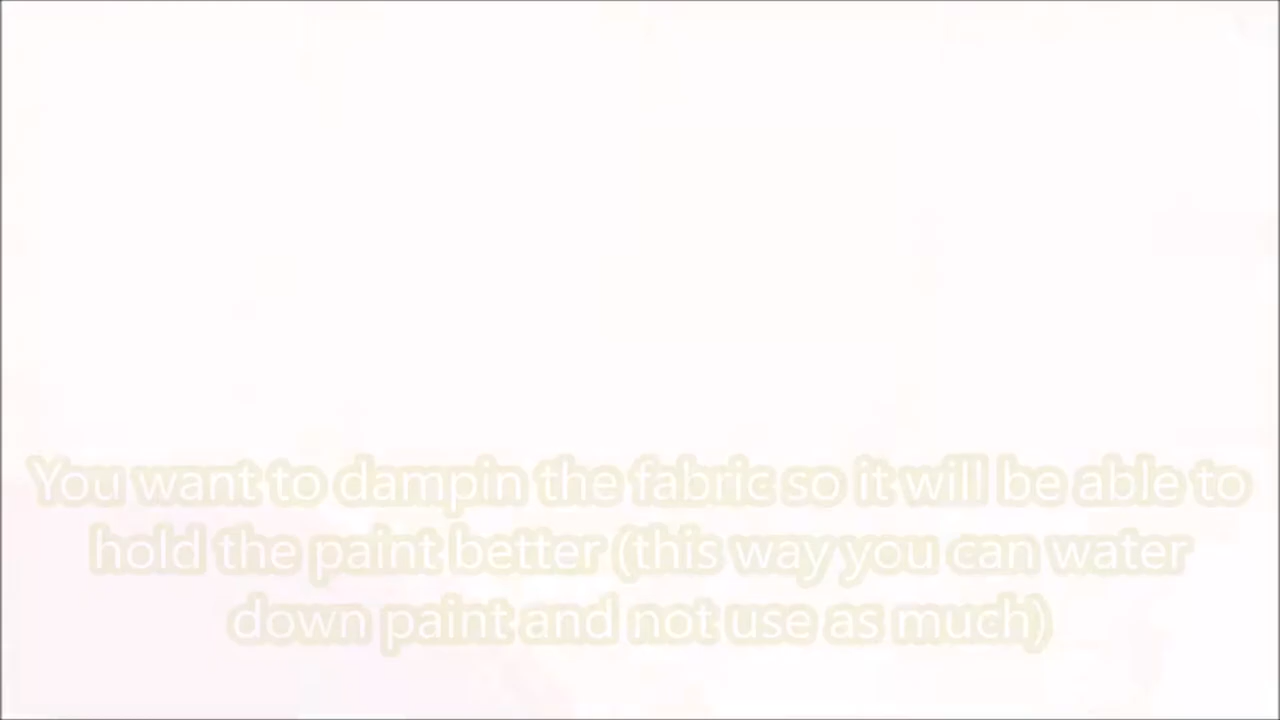 You want to dampin the fabric so it will be able to
hold the paint better (this way you can water
down paint and not use as much)